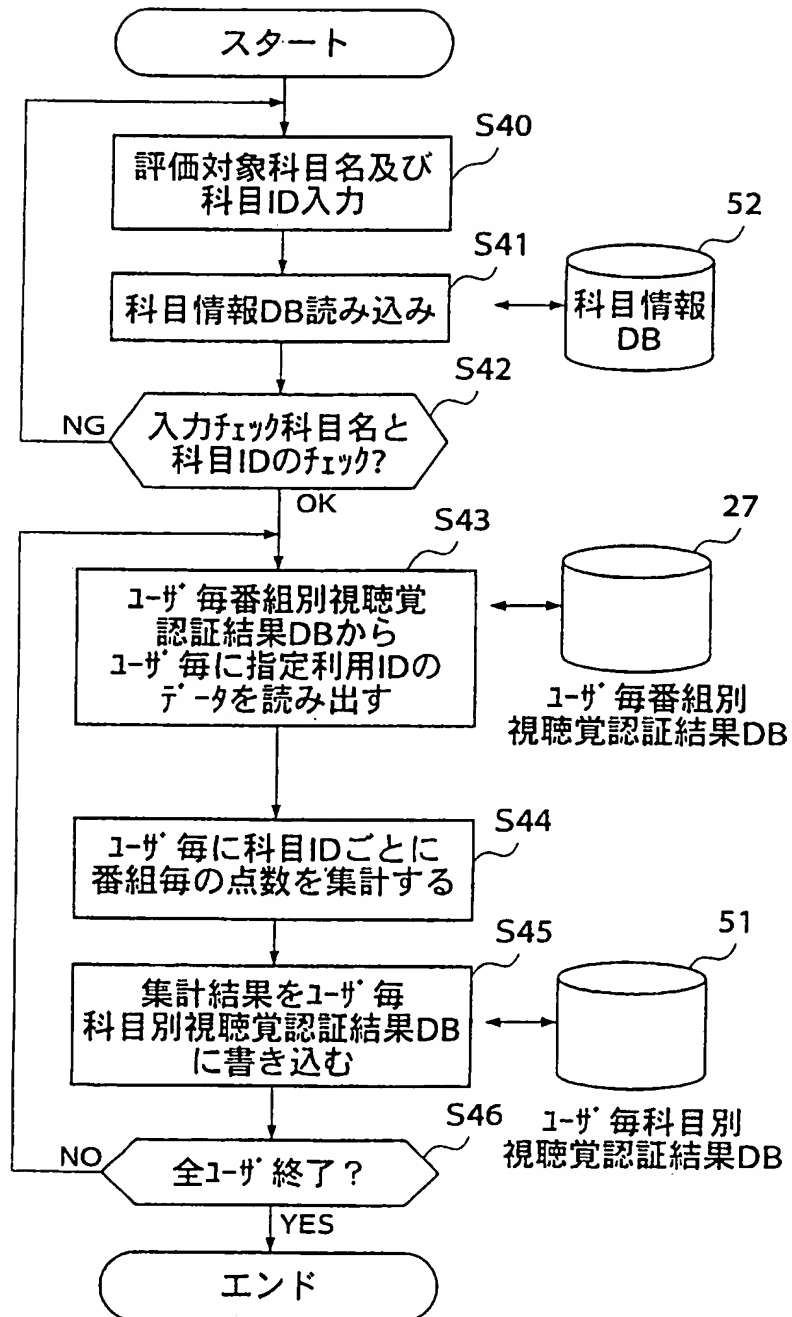 スタート
S40
評価対象科目名及び
科目ID入力
S41
科目情報DB読み込み
52
科目情報
DB
S42
入力ﾁｪｯｸ科目名と
科目IDのﾁｪｯｸ?
NG
OK
S43
ﾕｰｻﾞ毎番組別視聴覚
認証結果DBから
ﾕｰｻﾞ毎に指定利用IDの
ﾃﾞｰﾀを読み出す
27
ﾕｰｻﾞ毎番組別
視聴覚認証結果DB
S44
ﾕｰｻﾞ毎に科目IDごとに
番組毎の点数を集計する
S45
集計結果をﾕｰｻﾞ毎
科目別視聴覚認証結果DB
に書き込む
51
ﾕｰｻﾞ毎科目別
視聴覚認証結果DB
S46
全ﾕｰｻﾞ終了?
NO
YES
エンド